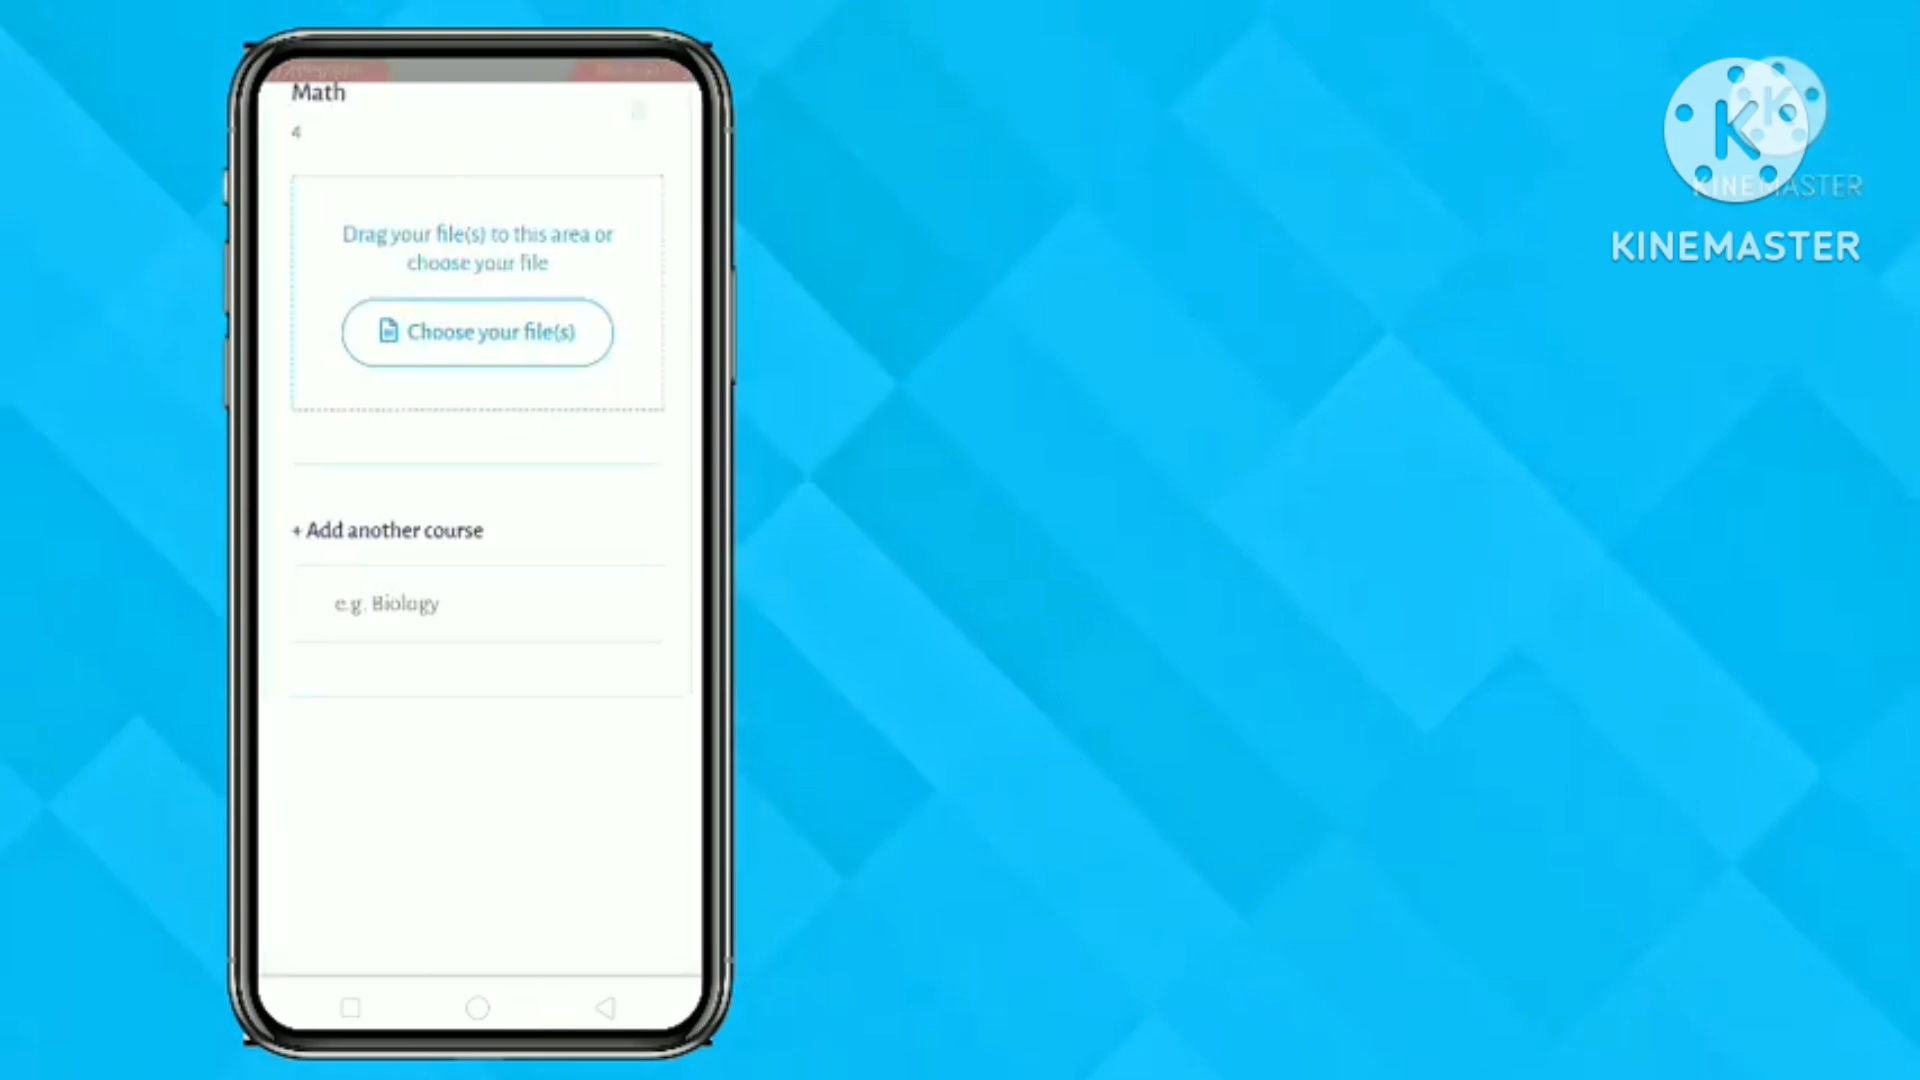 Math
4
Drag your file(s) to this area or
choose your file
Choose your file(s)
+ Add another course
e.g. Biology
K
K
KINEMASTER
KINEMASTER